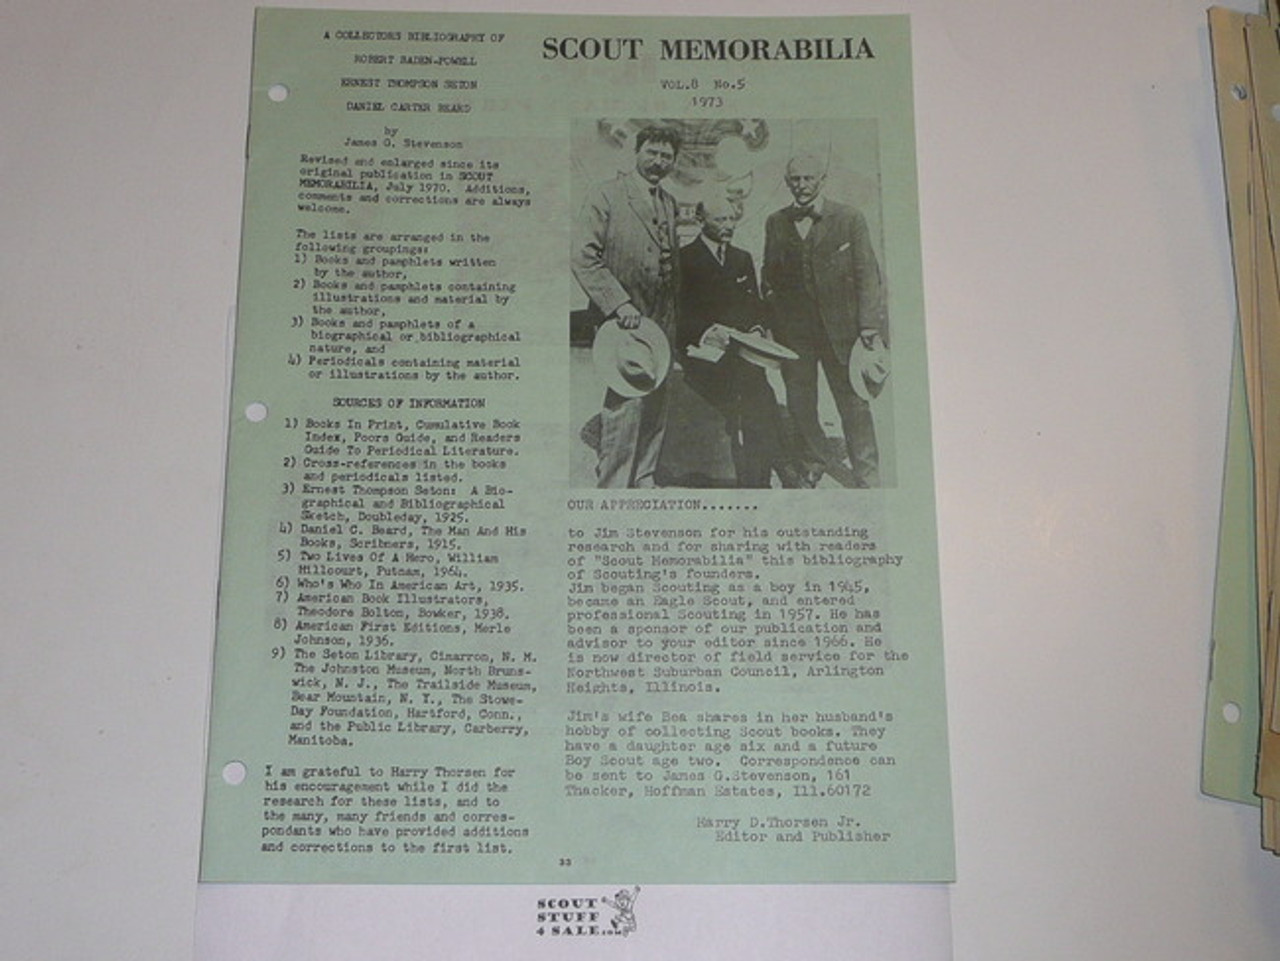 A COLLECTORS BIBLIOGRAPHY OF
ROBERT BADEN-POWELL
ERNEST THOMPSON SETON
DANIEL CARTER BEARD
by
James G. Stevenson
Revised and enlarged since its
original publication in SCOUT
MEMORABILIA, July 1970. Additions,
comments and corrections are always
welcome.
The lists are arranged in the
following groupings:
1) Books and pamphlets written
by the author,
2) Books and pamphlets containing
illustrations and material by
the author,
3) Books and pamphlets of a
biographical or bibliographical
nature, and
4) Periodicals containing material
or illustrations by the author.
SOURCES OF INFORMATION
1) Books In Print, Cumulative Book
Index, Poors Guide, and Readers
Guide To Periodical Literature.
2) Cross-references in the books
and periodicals listed.
3) Ernest Thompson Seton: A Bio-
graphical and Bibliographical
Sketch, Doubleday, 1925.
4) Daniel C. Beard, The Man And His
Books, Scribners, 1915.
5) Two Lives Of A Hero, William
Hillcourt, Putnam, 1964.
6) Who's Who In American Art, 1935.
7) American Book Illustrators,
Theodore Bolton, Bowker, 1938.
8) American First Editions, Merle
Johnson, 1936.
9) The Seton Library, Cimarron, N. M.
The Johnston Museum, North Bruns-
wick, N. J., The Trailside Museum,
Bear Mountain, N. Y., The Stowe-
Day Foundation, Hartford, Conn.,
and the Public Library, Carberry,
Manitoba.
I am grateful to Harry Thorsen for
his encouragement while I did the
research for these lists, and to
the many, many friends and corres-
pondants who have provided additions
and corrections to the first list.
SCOUT MEMORABILIA
VOL.8 No.5
1973
OUR APPRECIATION.......
to Jim Stevenson for his outstanding
research and for sharing with readers
of "Scout Memorabilia" this bibliography
of Scouting's founders.
Jim began Scouting as a boy in 1945,
became an Eagle Scout, and entered
professional Scouting in 1957. He has
been a sponsor of our publication and
advisor to your editor since 1966. He
is now director of field service for the
Northwest Suburban Council, Arlington
Heights, Illinois.
Jim's wife Bea shares in her husband's
hobby of collecting Scout books. They
have a daughter age six and a future
Boy Scout age two. Correspondence can
be sent to James G.Stevenson, 161
Thacker, Hoffman Estates, Ill.60172
Harry D.Thorsen Jr.
Editor and Publisher
33
SCOUT
STUFF
4 SALE.com